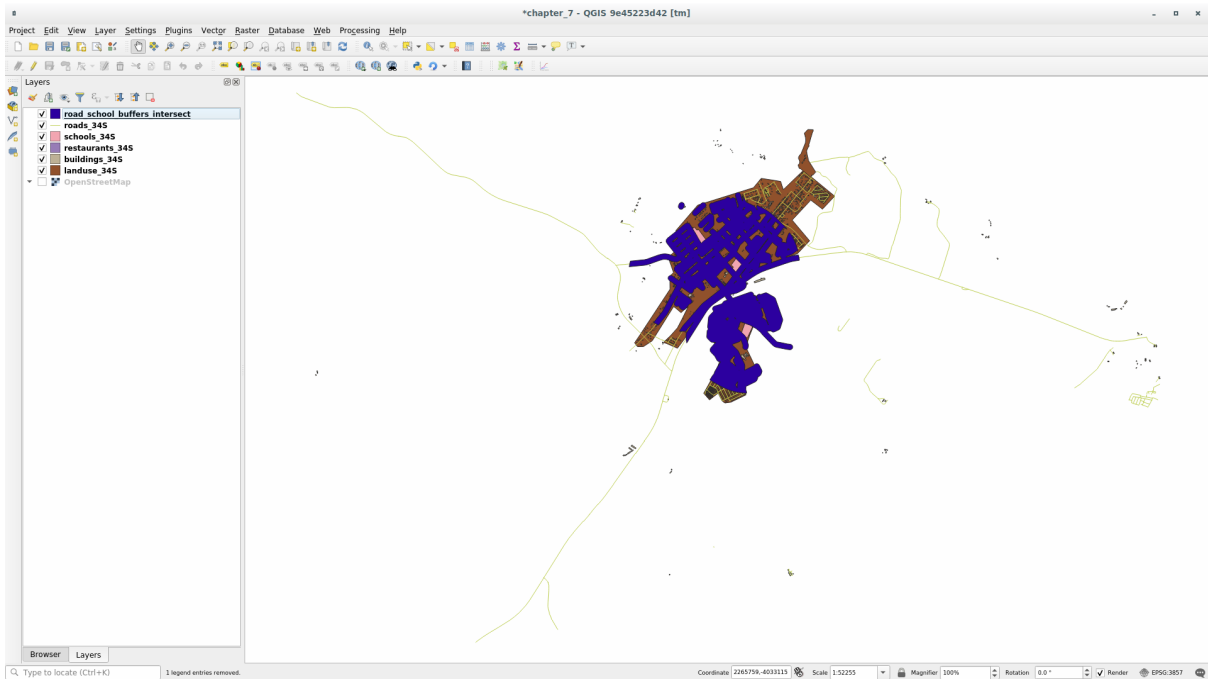 *chapter_7 - QGIS 9e45223d42 [tm]
Project Edit View Layer Settings Plugins Vector Raster Database Web Processing Help
Layers
road_school_buffers_intersect
roads_34S
schools_34S
restaurants_34S
buildings_34S
landuse_34S
OpenStreetMap
Browser Layers
Type to locate (Ctrl+K) 1 legend entries removed. Coordinate 2265759,-4033115 Scale 1:52255 Magnifier 100% Rotation 0.0 ° Render EPSG:3857